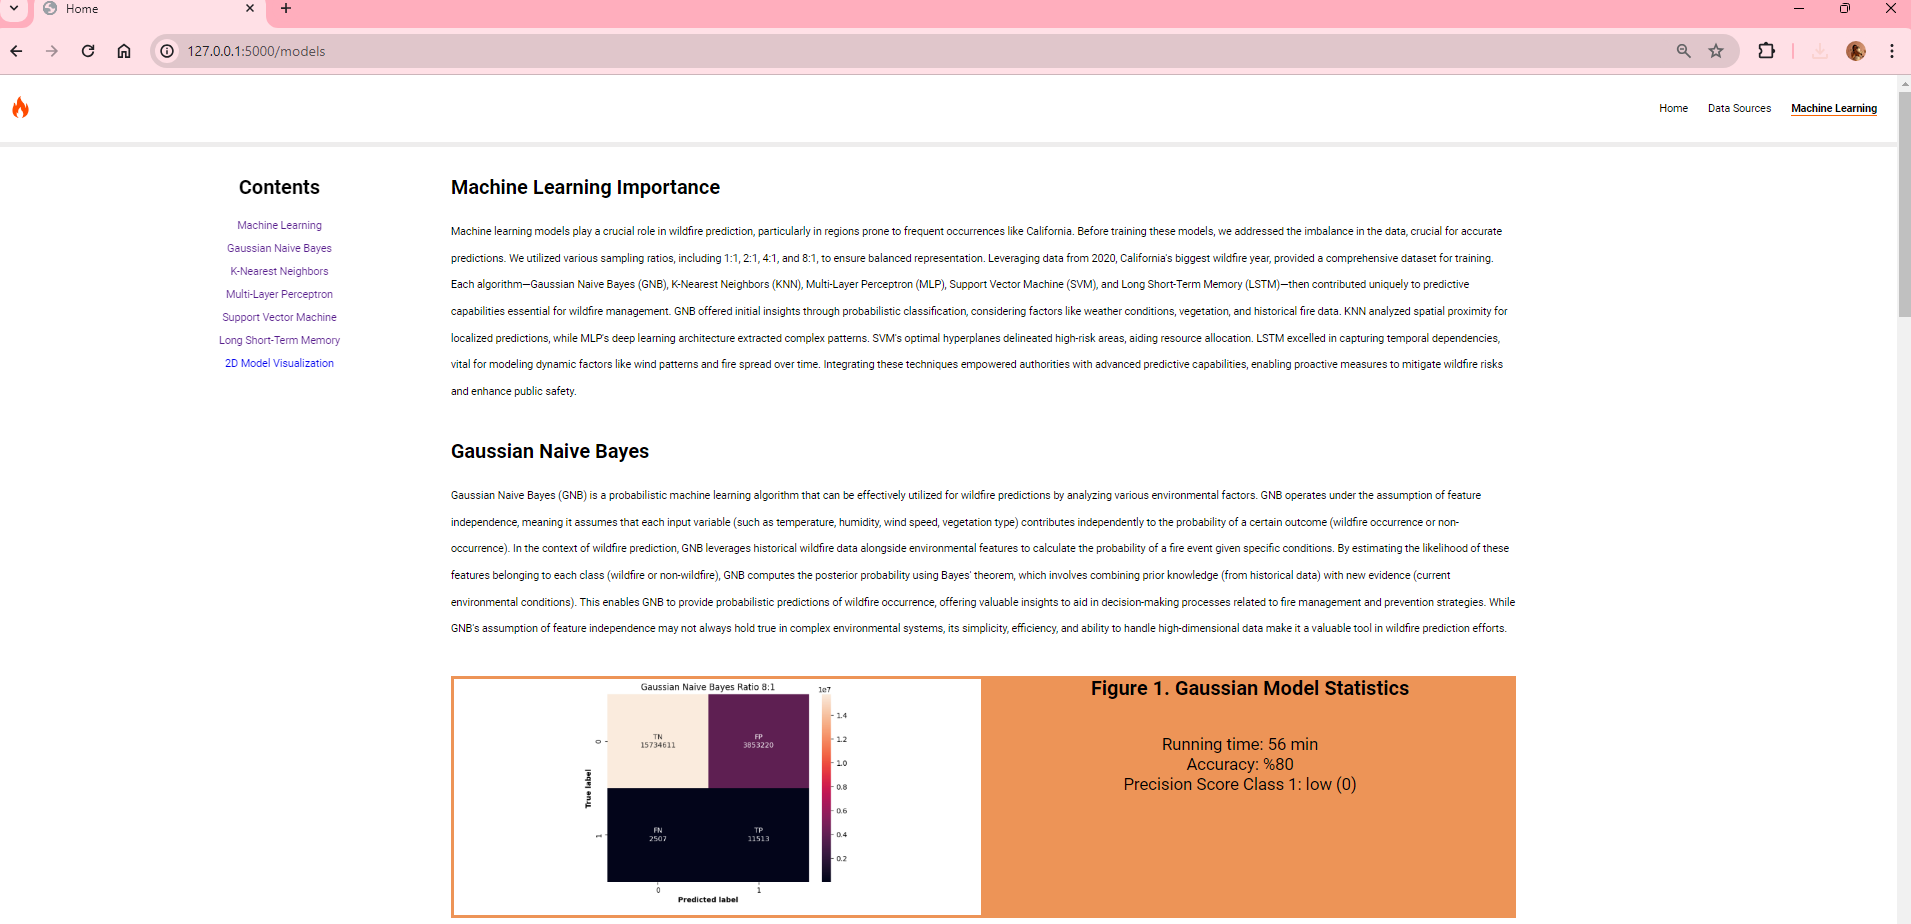 Home
127.0.0.1:5000/models
Home Data Sources Machine Learning
Contents
Machine Learning
Gaussian Naive Bayes
K-Nearest Neighbors
Multi-Layer Perceptron
Support Vector Machine
Long Short-Term Memory
2D Model Visualization
Machine Learning Importance
Machine learning models play a crucial role in wildfire prediction, particularly in regions prone to frequent occurrences like California. Before training these models, we addressed the imbalance in the data, crucial for accurate
predictions. We utilized various sampling ratios, including 1:1, 2:1, 4:1, and 8:1, to ensure balanced representation. Leveraging data from 2020, California's biggest wildfire year, provided a comprehensive dataset for training.
Each algorithm—Gaussian Naive Bayes (GNB), K-Nearest Neighbors (KNN), Multi-Layer Perceptron (MLP), Support Vector Machine (SVM), and Long Short-Term Memory (LSTM)—then contributed uniquely to predictive
capabilities essential for wildfire management. GNB offered initial insights through probabilistic classification, considering factors like weather conditions, vegetation, and historical fire data. KNN analyzed spatial proximity for
localized predictions, while MLP's deep learning architecture extracted complex patterns. SVM's optimal hyperplanes delineated high-risk areas, aiding resource allocation. LSTM excelled in capturing temporal dependencies,
vital for modeling dynamic factors like wind patterns and fire spread over time. Integrating these techniques empowered authorities with advanced predictive capabilities, enabling proactive measures to mitigate wildfire risks
and enhance public safety.
Gaussian Naive Bayes
Gaussian Naive Bayes (GNB) is a probabilistic machine learning algorithm that can be effectively utilized for wildfire predictions by analyzing various environmental factors. GNB operates under the assumption of feature
independence, meaning it assumes that each input variable (such as temperature, humidity, wind speed, vegetation type) contributes independently to the probability of a certain outcome (wildfire occurrence or non-
occurrence). In the context of wildfire prediction, GNB leverages historical wildfire data alongside environmental features to calculate the probability of a fire event given specific conditions. By estimating the likelihood of these
features belonging to each class (wildfire or non-wildfire), GNB computes the posterior probability using Bayes' theorem, which involves combining prior knowledge (from historical data) with new evidence (current
environmental conditions). This enables GNB to provide probabilistic predictions of wildfire occurrence, offering valuable insights to aid in decision-making processes related to fire management and prevention strategies. While
GNB's assumption of feature independence may not always hold true in complex environmental systems, its simplicity, efficiency, and ability to handle high-dimensional data make it a valuable tool in wildfire prediction efforts.
Gaussian Naive Bayes Ratio 8:1
1e7
TN
15734611
FP
3853220
FN
2507
TP
11513
0
1
True label
0 1
Predicted label
1.4
1.2
1.0
0.8
0.6
0.4
0.2
Figure 1. Gaussian Model Statistics
Running time: 56 min
Accuracy: %80
Precision Score Class 1: low (0)